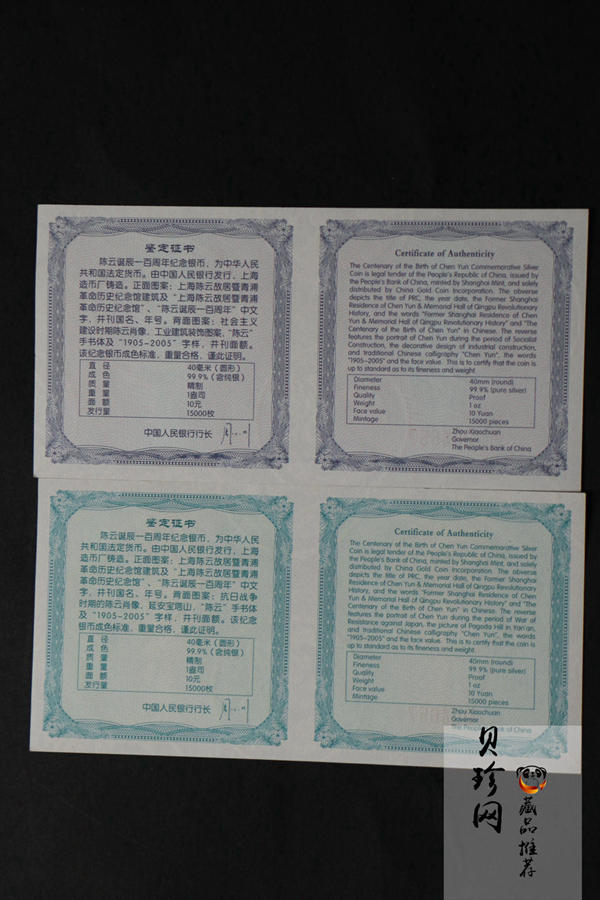 鉴定证书
陈云诞辰一百周年纪念银币，为中华人民
共和国法定货币。由中国人民银行发行，上海
造币厂铸造。正面图案：上海陈云故居暨青浦
革命历史纪念馆建筑及“上海陈云故居暨青浦
革命历史纪念馆”、“陈云诞辰一百周年”中文
字，并刊国名、年号。背面图案：社会主义
建设时期陈云肖像、工业建筑装饰图案，“陈云”
手书体及“1905-2005”字样，并刊面额。
该纪念银币成色标准，重量合格，谨此证明。
直 径 40毫米（圆形）
成 色 99.9%（含纯银）
质 量 精制
重 量 1盎司
面 额 10元
发行量 15000枚
中国人民银行行长
Certificate of Authenticity
The Centenary of the Birth of Chen Yun Commemorative Silver
Coin is legal tender of the People's Republic of China, issued by
the People's Bank of China, minted by Shanghai Mint, and solely
distributed by China Gold Coin Incorporation. The obverse
depicts the title of PRC, the year date, the Former Shanghai
Residence of Chen Yun & Memorial Hall of Qingpu Revolutionary
History, and the words "Former Shanghai Residence of Chen
Yun & Memorial Hall of Qingpu Revolutionary History" and "The
Centenary of the Birth of Chen Yun" in Chinese. The reverse
features the portrait of Chen Yun during the period of Socialist
Construction, the decorative design of industrial construction,
and traditional Chinese calligraphy "Chen Yun", the words
"1905-2005" and the face value. This is to certify that the coin is
up to standard as to its fineness and weight.
Diameter 40mm (round)
Fineness 99.9% (pure silver)
Quality Proof
Weight 1 oz
Face value 10 Yuan
Mintage 15000 pieces
Zhou Xiaochuan
Governor
The People's Bank of China
鉴定证书
陈云诞辰一百周年纪念银币，为中华人民
共和国法定货币。由中国人民银行发行，上海
造币厂铸造。正面图案：上海陈云故居暨青浦
革命历史纪念馆建筑及“上海陈云故居暨青浦
革命历史纪念馆”、“陈云诞辰一百周年”中文
字，并刊国名、年号。背面图案：抗日战争
时期的陈云肖像，延安宝塔山，“陈云”手书体
及“1905-2005”字样，并刊面额。该纪念
银币成色标准，重量合格，谨此证明。
直 径 40毫米（圆形）
成 色 99.9%（含纯银）
质 量 精制
重 量 1盎司
面 额 10元
发行量 15000枚
中国人民银行行长
Certificate of Authenticity
The Centenary of the Birth of Chen Yun Commemorative Silver
Coin is legal tender of the People's Republic of China, issued by
the People's Bank of China, minted by Shanghai Mint, and solely
distributed by China Gold Coin Incorporation. The obverse
depicts the title of PRC, the year date, the Former Shanghai
Residence of Chen Yun & Memorial Hall of Qingpu Revolutionary
History, and the words "Former Shanghai Residence of Chen
Yun & Memorial Hall of Qingpu Revolutionary History" and "The
Centenary of the Birth of Chen Yun" in Chinese. The reverse
features the portrait of Chen Yun during the period of War of
Resistance against Japan, the picture of Pagoda Hill in Yan'an,
and traditional Chinese calligraphy "Chen Yun", the words
"1905-2005" and the face value. This is to certify that the coin is
up to standard as to its fineness and weight.
Diameter 40mm (round)
Fineness 99.9% (pure silver)
Quality Proof
Weight 1 oz
Face value 10 Yuan
Mintage 15000 pieces
Zhou Xiaochuan
Governor
The People's Bank of China
贝珍网
藏品推荐